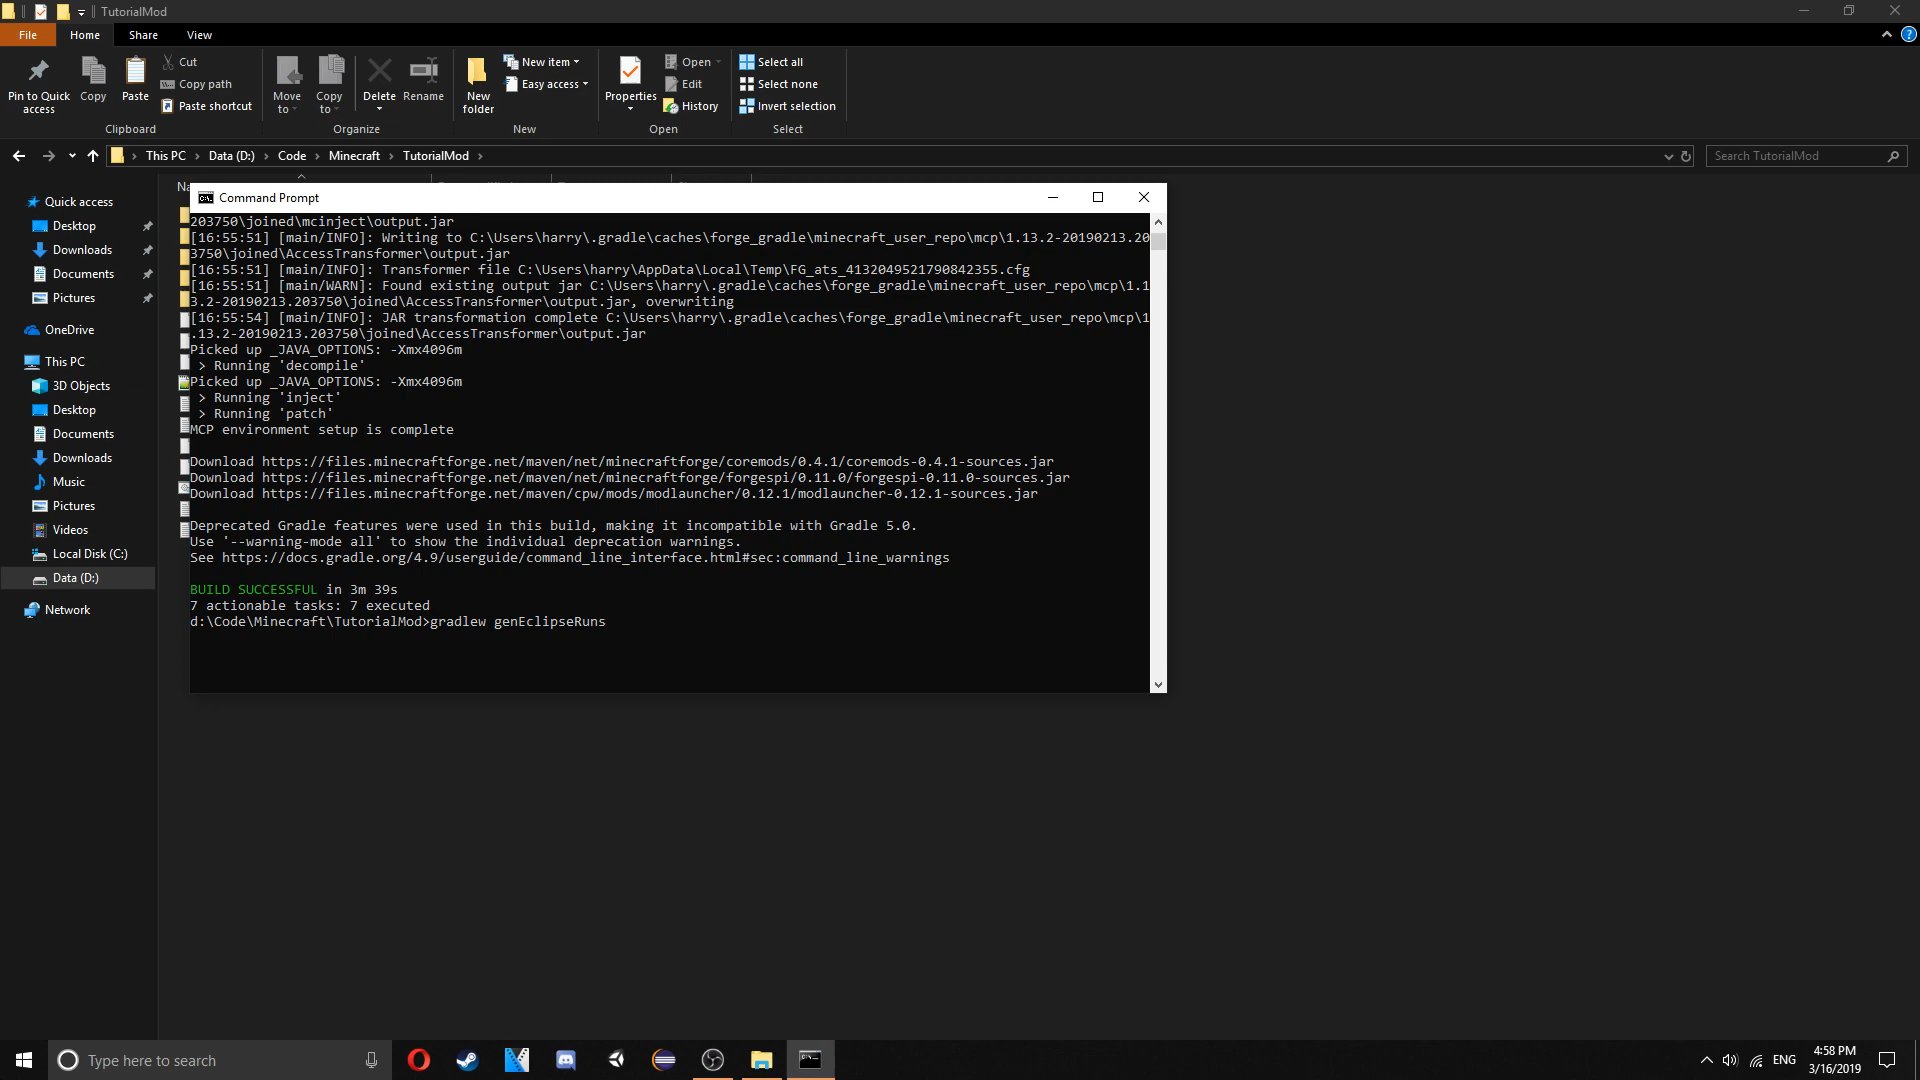 TutorialMod
File
Home
Share
View
Pin to Quick access
Copy
Paste
Cut
Copy path
Paste shortcut
Clipboard
Move to
Copy to
Delete
Rename
Organize
New folder
New item
Easy access
New
Properties
Open
Edit
History
Open
Select all
Select none
Invert selection
Select
This PC > Data (D:) > Code > Minecraft > TutorialMod >
Search TutorialMod
Quick access
Desktop
Downloads
Documents
Pictures
OneDrive
This PC
3D Objects
Desktop
Documents
Downloads
Music
Pictures
Videos
Local Disk (C:)
Data (D:)
Network
Command Prompt
203750\joined\mcinject\output.jar
[16:55:51] [main/INFO]: Writing to C:\Users\harry\.gradle\caches\forge_gradle\minecraft_user_repo\mcp\1.13.2-20190213.20
3750\joined\AccessTransformer\output.jar
[16:55:51] [main/INFO]: Transformer file C:\Users\harry\AppData\Local\Temp\FG_ats_4132049521790842355.cfg
[16:55:51] [main/WARN]: Found existing output jar C:\Users\harry\.gradle\caches\forge_gradle\minecraft_user_repo\mcp\1.1
3.2-20190213.203750\joined\AccessTransformer\output.jar, overwriting
[16:55:54] [main/INFO]: JAR transformation complete C:\Users\harry\.gradle\caches\forge_gradle\minecraft_user_repo\mcp\1
.13.2-20190213.203750\joined\AccessTransformer\output.jar
Picked up _JAVA_OPTIONS: -Xmx4096m
> Running 'decompile'
Picked up _JAVA_OPTIONS: -Xmx4096m
> Running 'inject'
> Running 'patch'
MCP environment setup is complete
Download https://files.minecraftforge.net/maven/net/minecraftforge/coremods/0.4.1/coremods-0.4.1-sources.jar
Download https://files.minecraftforge.net/maven/net/minecraftforge/forgespi/0.11.0/forgespi-0.11.0-sources.jar
Download https://files.minecraftforge.net/maven/cpw/mods/modlauncher/0.12.1/modlauncher-0.12.1-sources.jar
Deprecated Gradle features were used in this build, making it incompatible with Gradle 5.0.
Use '--warning-mode all' to show the individual deprecation warnings.
See https://docs.gradle.org/4.9/userguide/command_line_interface.html#sec:command_line_warnings
BUILD SUCCESSFUL in 3m 39s
7 actionable tasks: 7 executed
d:\Code\Minecraft\TutorialMod>gradlew genEclipseRuns
Type here to search
ENG
4:58 PM
3/16/2019